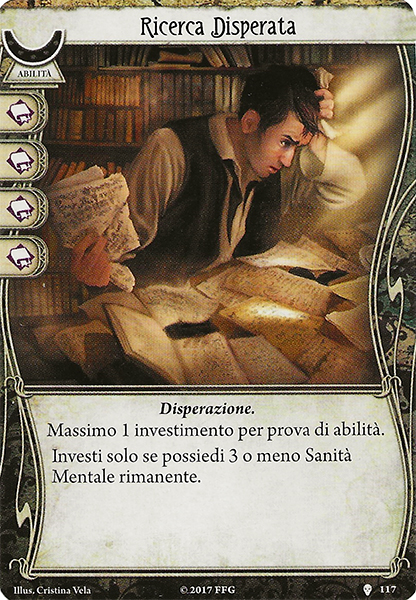 Ricerca Disperata
ABILITÀ
Disperazione.
Massimo 1 investimento per prova di abilità.
Investi solo se possiedi 3 o meno Sanità
Mentale rimanente.
Illus. Cristina Vela
© 2017 FFG
117